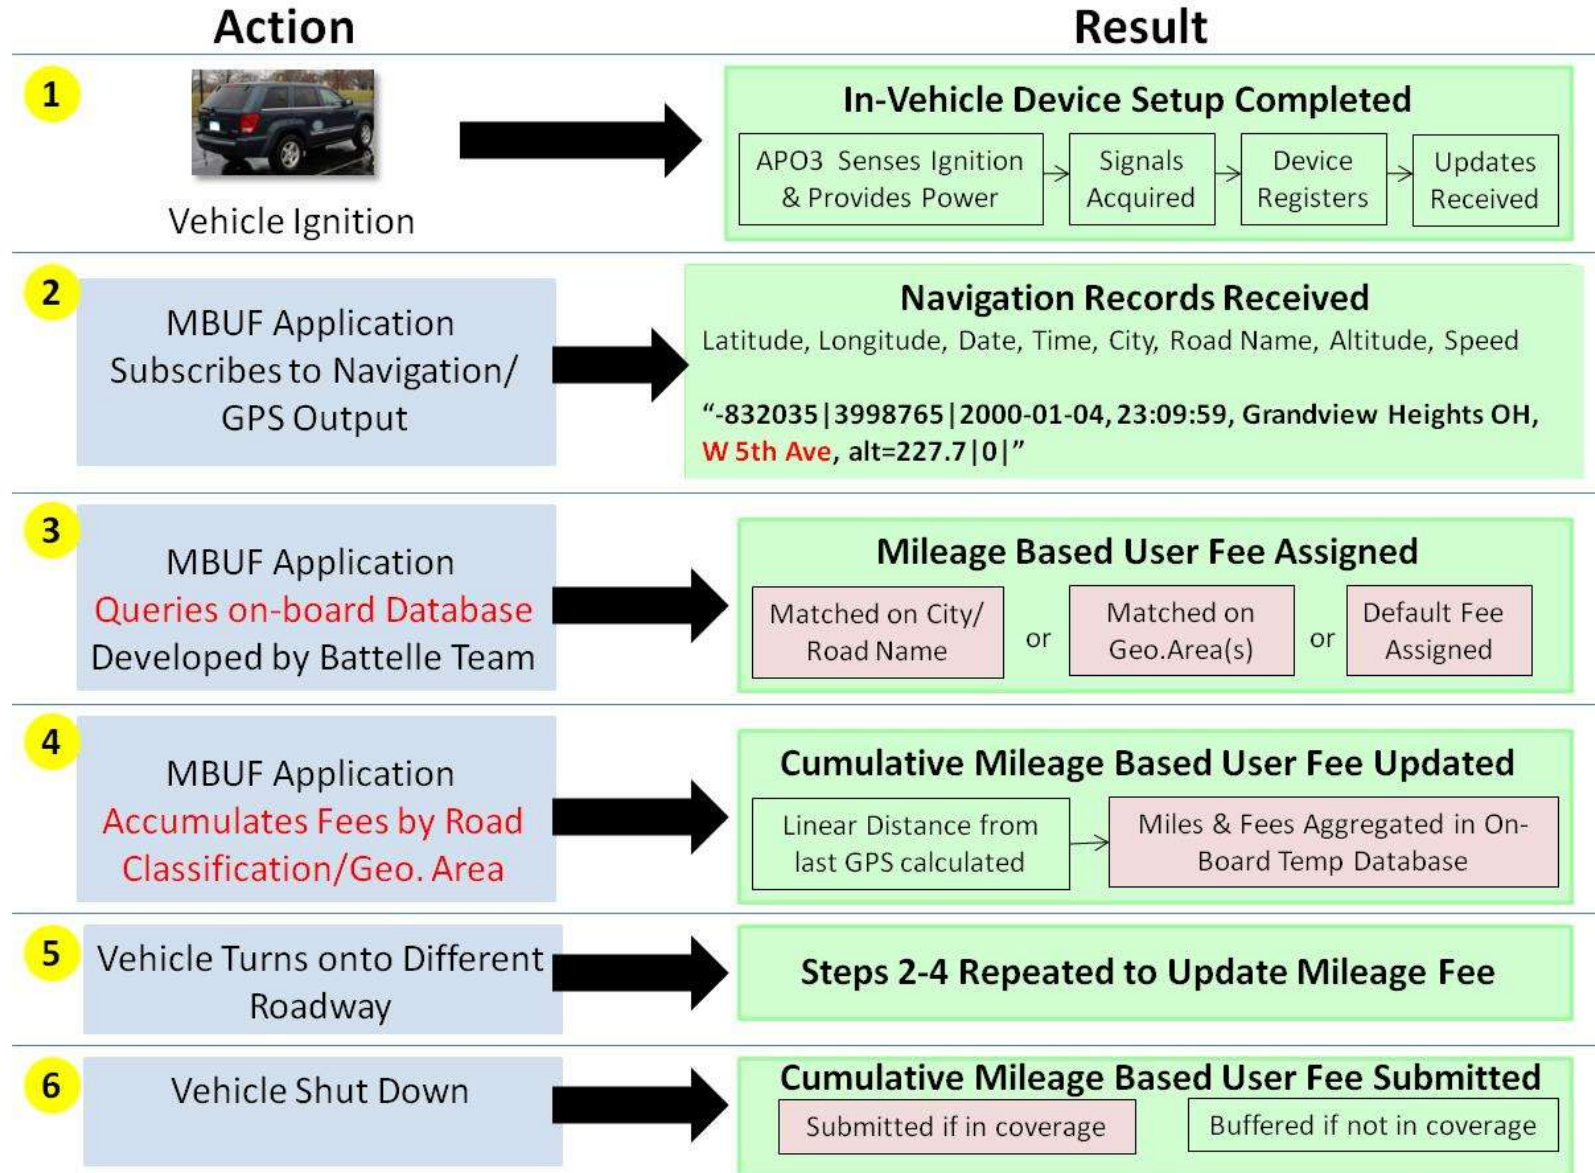 Action
Result
1
Vehicle Ignition
In-Vehicle Device Setup Completed
APO3 Senses Ignition
& Provides Power
Signals
Acquired
Device
Registers
Updates
Received
2
MBUF Application
Subscribes to Navigation/
GPS Output
Navigation Records Received
Latitude, Longitude, Date, Time, City, Road Name, Altitude, Speed
“-832035|3998765|2000-01-04, 23:09:59, Grandview Heights OH,
W 5th Ave, alt=227.7|0|”
3
MBUF Application
Queries on-board Database
Developed by Battelle Team
Mileage Based User Fee Assigned
Matched on City/
Road Name
or
Matched on
Geo.Area(s)
or
Default Fee
Assigned
4
MBUF Application
Accumulates Fees by Road
Classification/Geo. Area
Cumulative Mileage Based User Fee Updated
Linear Distance from
last GPS calculated
Miles & Fees Aggregated in On-
Board Temp Database
5
Vehicle Turns onto Different
Roadway
Steps 2-4 Repeated to Update Mileage Fee
6
Vehicle Shut Down
Cumulative Mileage Based User Fee Submitted
Submitted if in coverage
Buffered if not in coverage